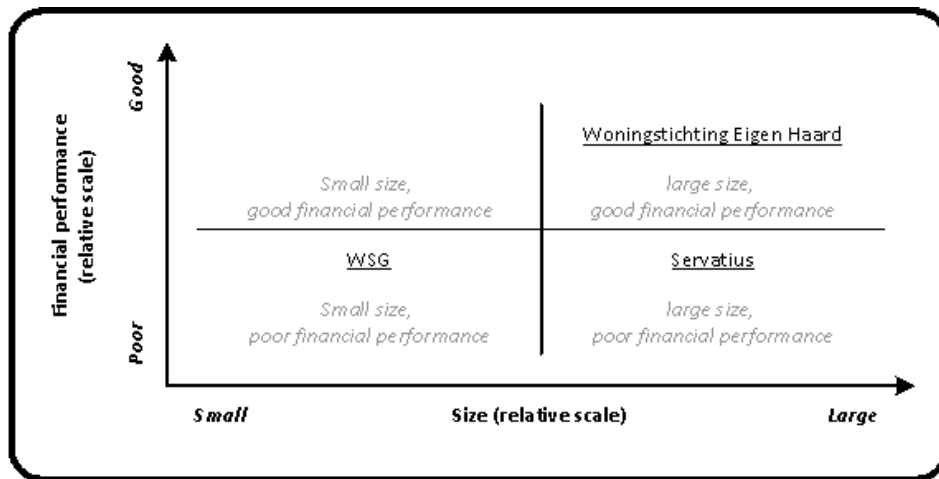 Good
Financial performance
(relative scale)
Poor
Woningstichting Eigen Haard
Small size,
good financial performance
large size,
good financial performance
WSG
Servatius
Small size,
poor financial performance
large size,
poor financial performance
Small
Size (relative scale)
Large